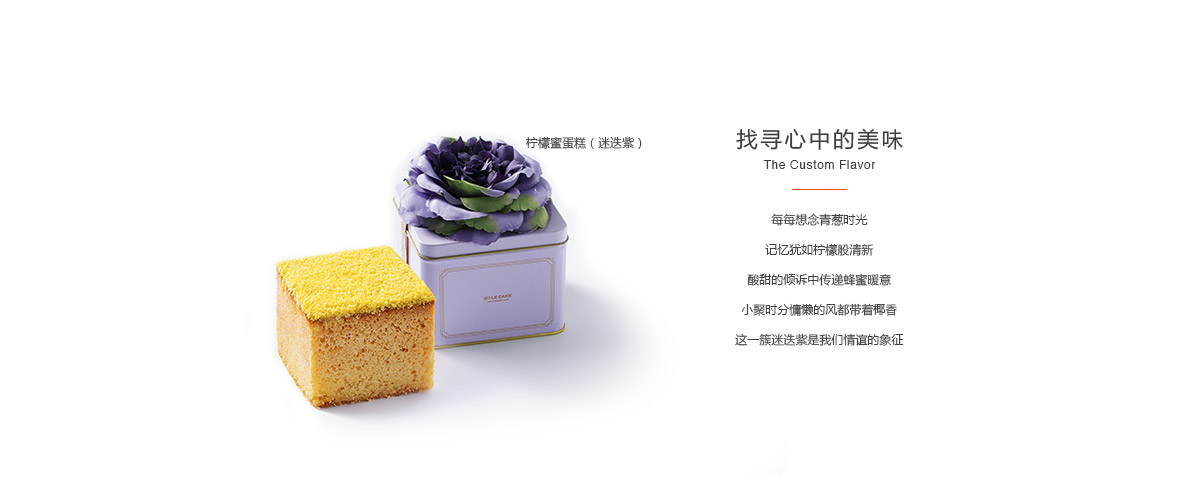 柠檬蜜蛋糕（迷迭紫）
找寻心中的美味
The Custom Flavor
每每想念青葱时光
记忆犹如柠檬般清新
酸甜的倾诉中传递蜂蜜暖意
小聚时分慵懒的风都带着椰香
这一簇迷迭紫是我们情谊的象征